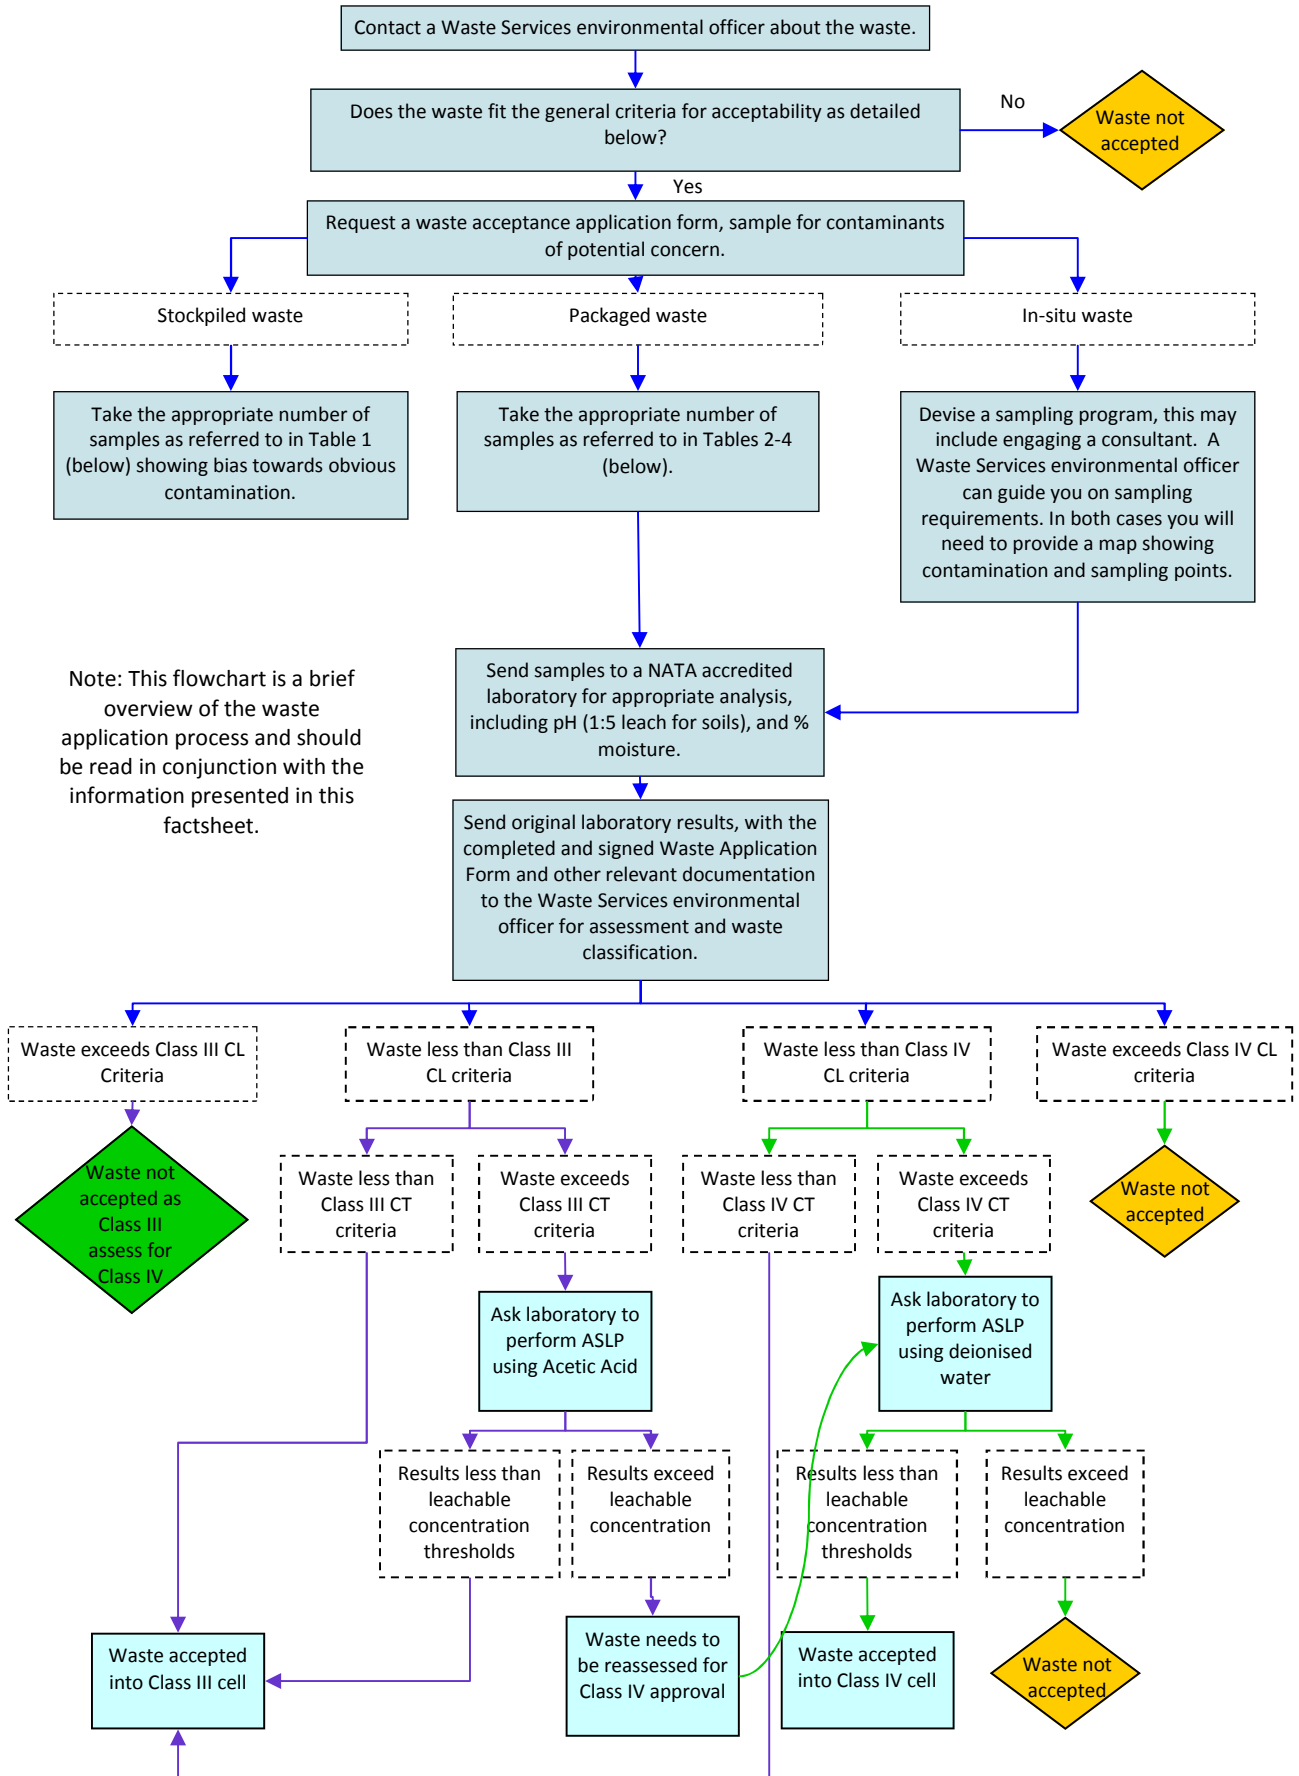 Contact a Waste Services environmental officer about the waste.
Does the waste fit the general criteria for acceptability as detailed
below?
No
Waste not
accepted
Yes
Request a waste acceptance application form, sample for contaminants
of potential concern.
Stockpiled waste
Packaged waste
In-situ waste
Take the appropriate number of
samples as referred to in Table 1
(below) showing bias towards obvious
contamination.
Take the appropriate number of
samples as referred to in Tables 2-4
(below).
Devise a sampling program, this may
include engaging a consultant.  A
Waste Services environmental officer
can guide you on sampling
requirements. In both cases you will
need to provide a map showing
contamination and sampling points.
Note: This flowchart is a brief
overview of the waste
application process and should
be read in conjunction with the
information presented in this
factsheet.
Send samples to a NATA accredited
laboratory for appropriate analysis,
including pH (1:5 leach for soils), and %
moisture.
Send original laboratory results, with the
completed and signed Waste Application
Form and other relevant documentation
to the Waste Services environmental
officer for assessment and waste
classification.
Waste exceeds Class III CL
Criteria
Waste less than Class III
CL criteria
Waste less than Class IV
CL criteria
Waste exceeds Class IV CL
criteria
Waste not
accepted as
Class III
assess for
Class IV
Waste less than
Class III CT
criteria
Waste exceeds
Class III CT
criteria
Waste less than
Class IV CT
criteria
Waste exceeds
Class IV CT
criteria
Waste not
accepted
Ask laboratory to
perform ASLP
using Acetic Acid
Ask laboratory to
perform ASLP
using deionised
water
Results less than
leachable
concentration
thresholds
Results exceed
leachable
concentration
Results less than
leachable
concentration
thresholds
Results exceed
leachable
concentration
Waste accepted
into Class III cell
Waste needs to
be reassessed for
Class IV approval
Waste accepted
into Class IV cell
Waste not
accepted